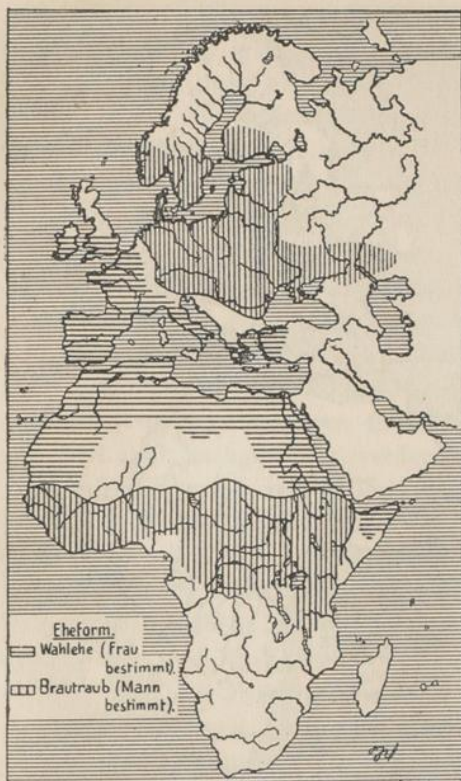 Eheform.
Wahlehe (Frau
bestimmt).
Brautraub (Mann
bestimmt).